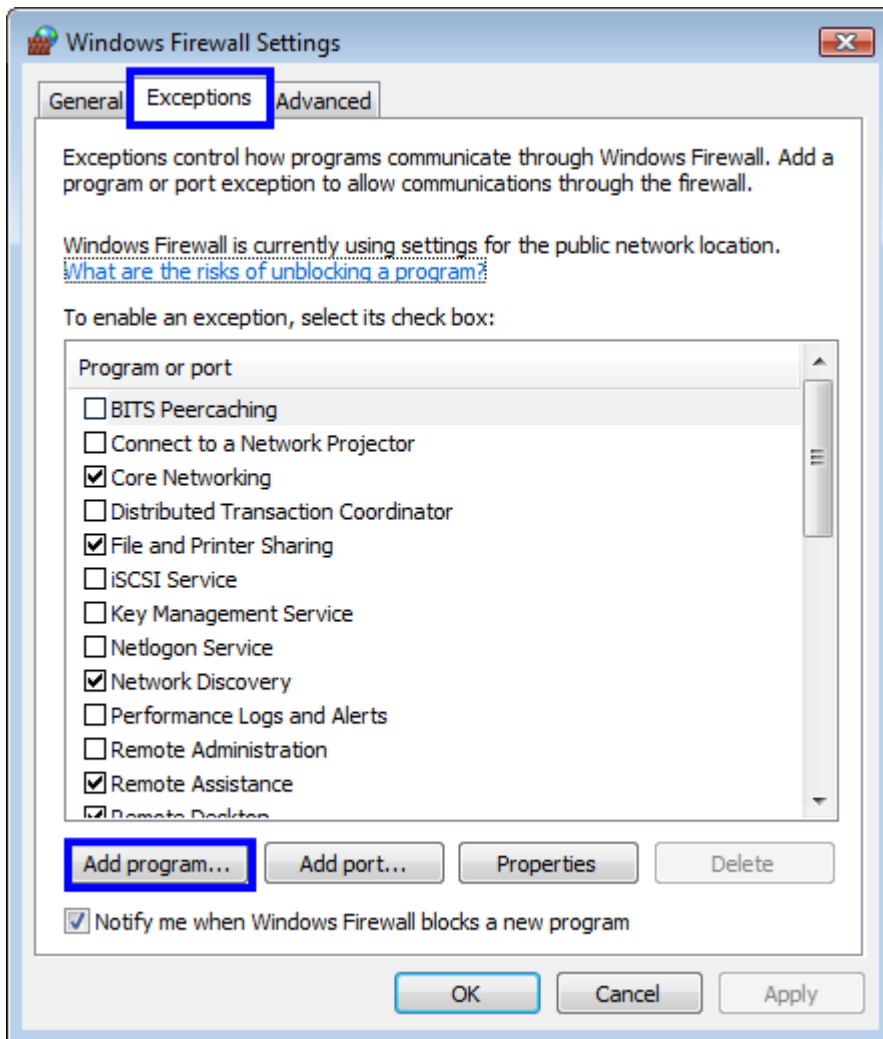 Windows Firewall Settings
General Exceptions Advanced
Exceptions control how programs communicate through Windows Firewall. Add a
program or port exception to allow communications through the firewall.
Windows Firewall is currently using settings for the public network location.
What are the risks of unblocking a program?
To enable an exception, select its check box:
Program or port
BITS Peercaching
Connect to a Network Projector
Core Networking
Distributed Transaction Coordinator
File and Printer Sharing
iSCSI Service
Key Management Service
Netlogon Service
Network Discovery
Performance Logs and Alerts
Remote Administration
Remote Assistance
Remote Desktop
Add program... Add port... Properties Delete
Notify me when Windows Firewall blocks a new program
OK Cancel Apply